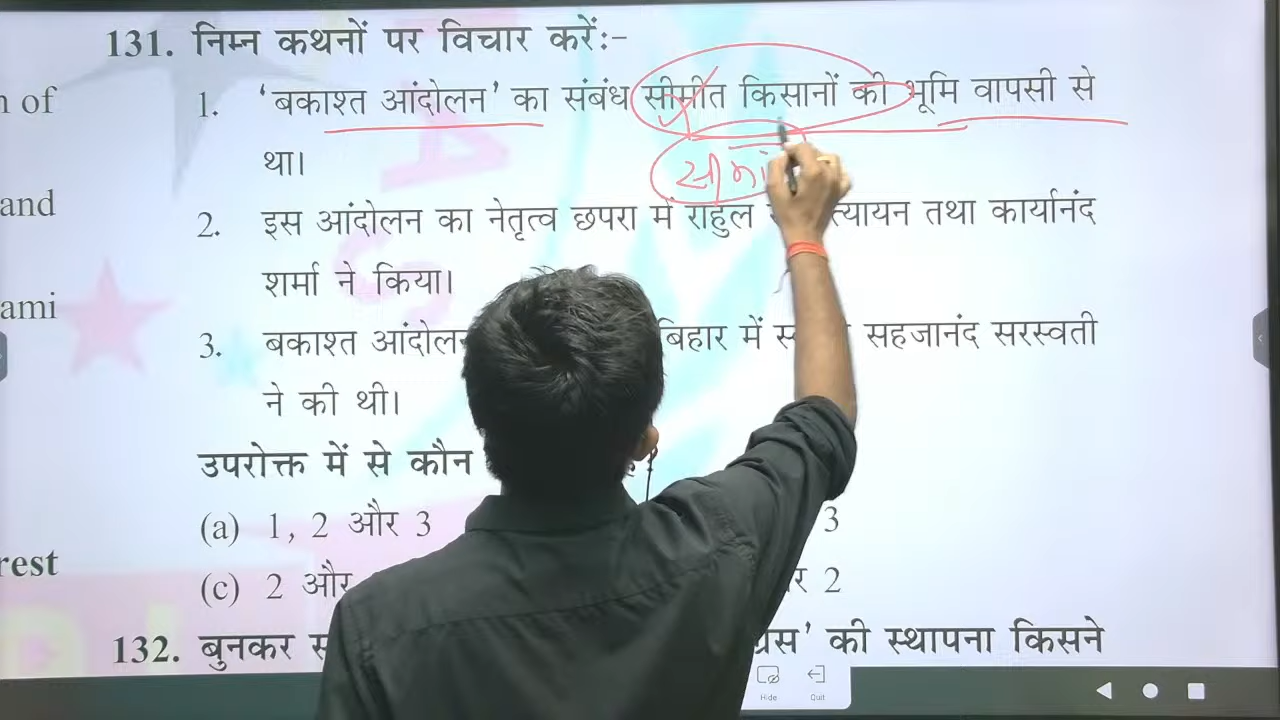 131. निम्न कथनों पर विचार करें:-
n of
1. 'बकाश्त आंदोलन' का संबंध सीमीत किसानों की भूमि वापसी से
था।
सीमां
and
2. इस आंदोलन का नेतृत्व छपरा में राहुल त्यायन तथा कार्यानंद
शर्मा ने किया।
ami
3. बकाश्त आंदोलन बिहार में सहजानंद सरस्वती
ने की थी।
उपरोक्त में से कौन
(a) 1, 2 और 3 3
rest
(c) 2 और र 2
132. बुनकर स ग्रेस' की स्थापना किसने
Hide Quit